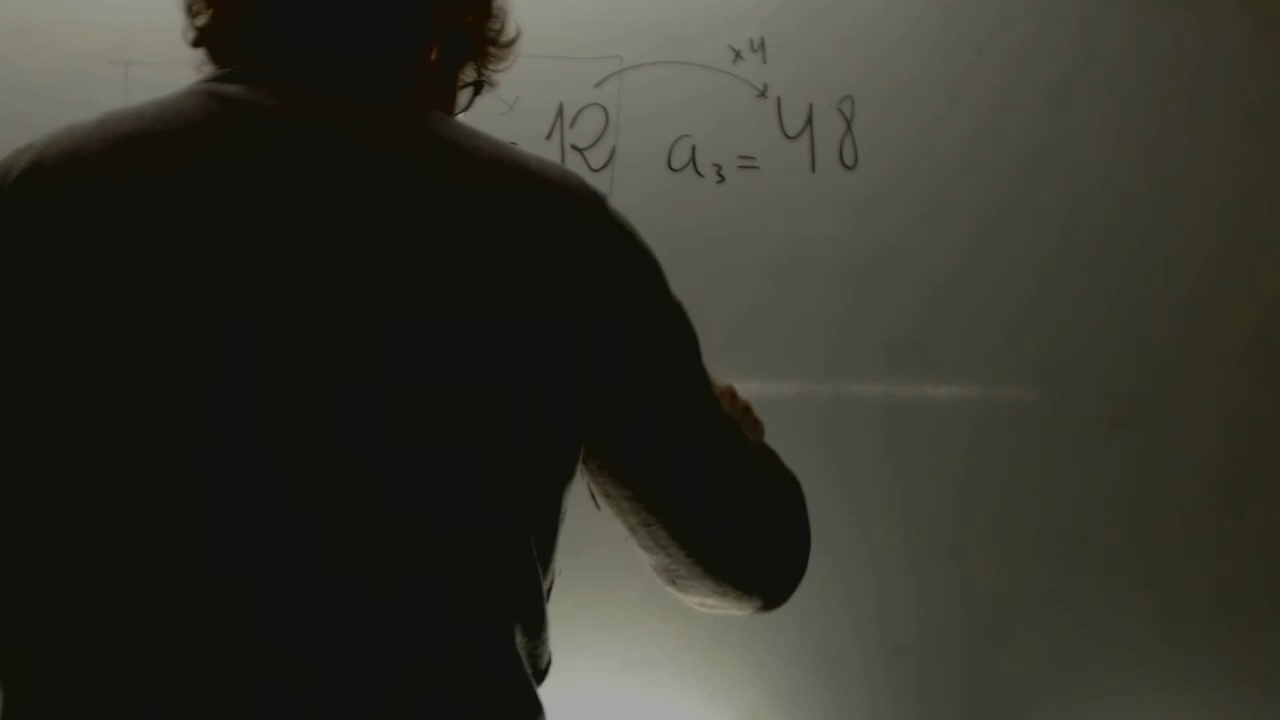 ×4
12 a₃ = 48